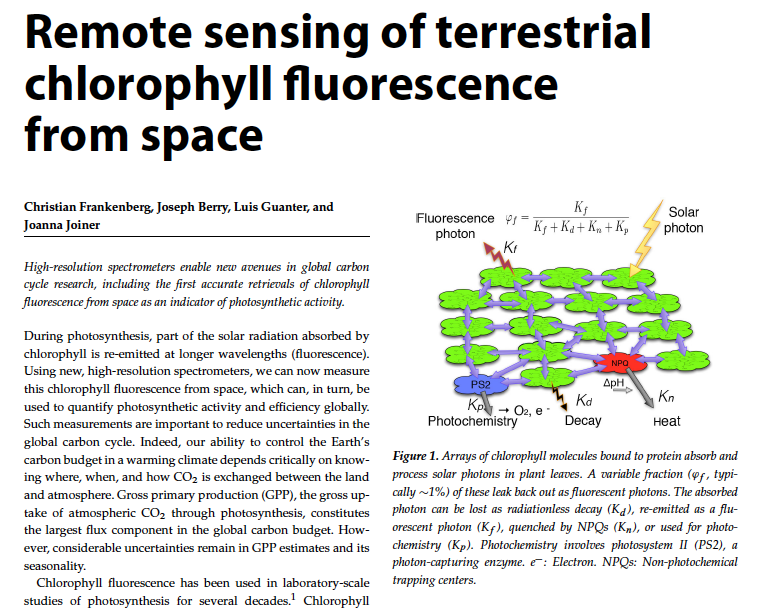 Remote sensing of terrestrial
chlorophyll fluorescence
from space
Christian Frankenberg, Joseph Berry, Luis Guanter, and
Joanna Joiner
High-resolution spectrometers enable new avenues in global carbon
cycle research, including the first accurate retrievals of chlorophyll
fluorescence from space as an indicator of photosynthetic activity.
During photosynthesis, part of the solar radiation absorbed by
chlorophyll is re-emitted at longer wavelengths (fluorescence).
Using new, high-resolution spectrometers, we can now measure
this chlorophyll fluorescence from space, which can, in turn, be
used to quantify photosynthetic activity and efficiency globally.
Such measurements are important to reduce uncertainties in the
global carbon cycle. Indeed, our ability to control the Earth's
carbon budget in a warming climate depends critically on know-
ing where, when, and how CO₂ is exchanged between the land
and atmosphere. Gross primary production (GPP), the gross up-
take of atmospheric CO₂ through photosynthesis, constitutes
the largest flux component in the global carbon budget. How-
ever, considerable uncertainties remain in GPP estimates and its
seasonality.
Chlorophyll fluorescence has been used in laboratory-scale
studies of photosynthesis for several decades.¹ Chlorophyll
Fluorescence
photon
φf = Kf / (Kf + Kd + Kn + Kp)
Solar
photon
Kf
NPQ
PS2
ΔpH
Kp
→ O₂, e⁻
Kd
Kn
Photochemistry
Decay
Heat
Figure 1. Arrays of chlorophyll molecules bound to protein absorb and
process solar photons in plant leaves. A variable fraction (φf, typi-
cally ∼1%) of these leak back out as fluorescent photons. The absorbed
photon can be lost as radiationless decay (Kd), re-emitted as a flu-
orescent photon (Kf), quenched by NPQs (Kn), or used for photo-
chemistry (Kp). Photochemistry involves photosystem II (PS2), a
photon-capturing enzyme. e⁻: Electron. NPQs: Non-photochemical
trapping centers.